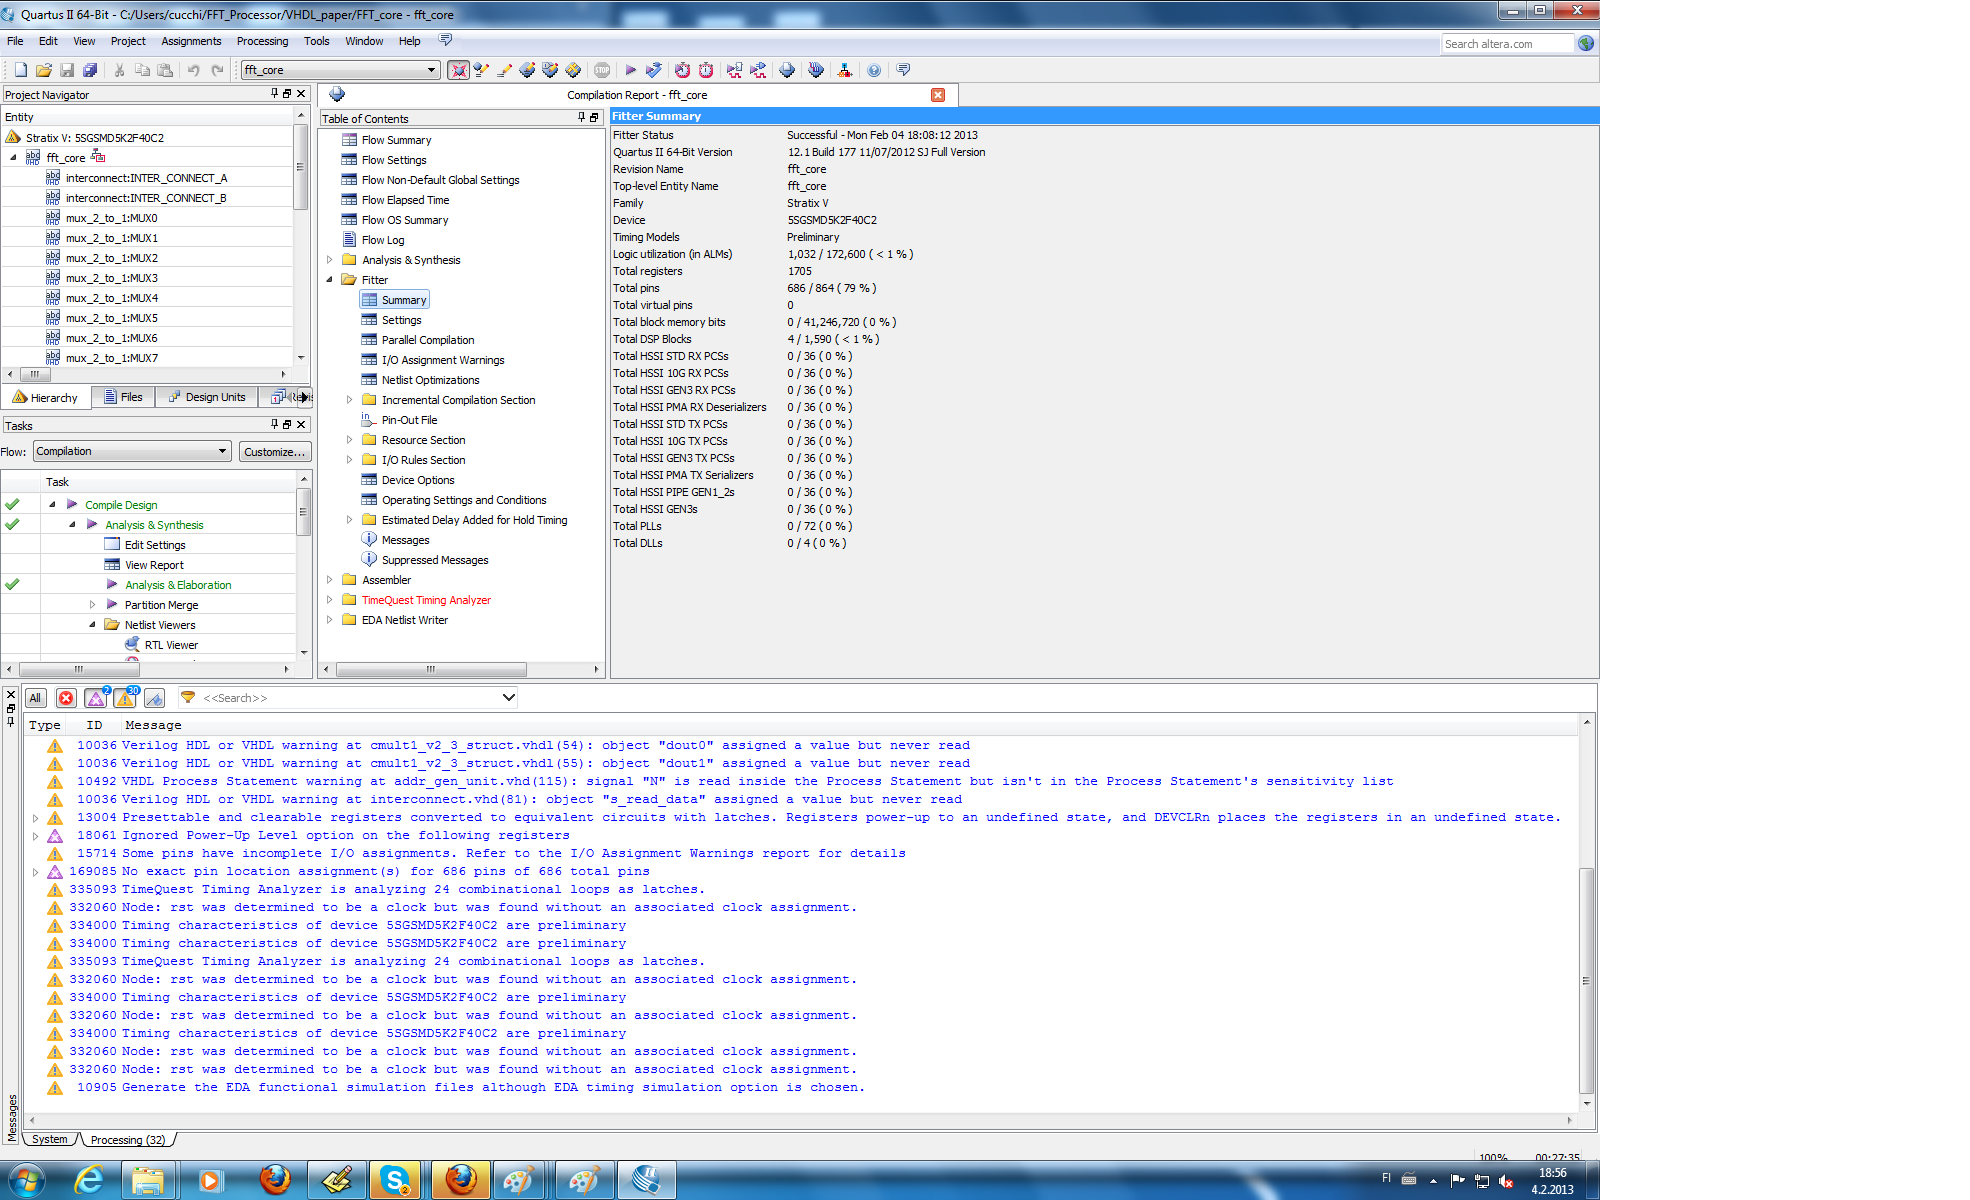 Quartus II 64-Bit - C:/Users/cucchi/FFT_Processor/VHDL_paper/FFT_core - fft_core
File Edit View Project Assignments Processing Tools Window Help
Search altera.com
fft_core
Project Navigator
Entity
Stratix V: 5SGSMD5K2F40C2
fft_core
interconnect:INTER_CONNECT_A
interconnect:INTER_CONNECT_B
mux_2_to_1:MUX0
mux_2_to_1:MUX1
mux_2_to_1:MUX2
mux_2_to_1:MUX3
mux_2_to_1:MUX4
mux_2_to_1:MUX5
mux_2_to_1:MUX6
mux_2_to_1:MUX7
Hierarchy Files Design Units
Tasks
Flow: Compilation Customize...
Task
Compile Design
Analysis & Synthesis
Edit Settings
View Report
Analysis & Elaboration
Partition Merge
Netlist Viewers
RTL Viewer
Compilation Report - fft_core
Table of Contents
Flow Summary
Flow Settings
Flow Non-Default Global Settings
Flow Elapsed Time
Flow OS Summary
Flow Log
Analysis & Synthesis
Fitter
Summary
Settings
Parallel Compilation
I/O Assignment Warnings
Netlist Optimizations
Incremental Compilation Section
Pin-Out File
Resource Section
I/O Rules Section
Device Options
Operating Settings and Conditions
Estimated Delay Added for Hold Timing
Messages
Suppressed Messages
Assembler
TimeQuest Timing Analyzer
EDA Netlist Writer
Fitter Summary
Fitter Status Successful - Mon Feb 04 18:08:12 2013
Quartus II 64-Bit Version 12.1 Build 177 11/07/2012 SJ Full Version
Revision Name fft_core
Top-level Entity Name fft_core
Family Stratix V
Device 5SGSMD5K2F40C2
Timing Models Preliminary
Logic utilization (in ALMs) 1,032 / 172,600 ( < 1 % )
Total registers 1705
Total pins 686 / 864 ( 79 % )
Total virtual pins 0
Total block memory bits 0 / 41,246,720 ( 0 % )
Total DSP Blocks 4 / 1,590 ( < 1 % )
Total HSSI STD RX PCSs 0 / 36 ( 0 % )
Total HSSI 10G RX PCSs 0 / 36 ( 0 % )
Total HSSI GEN3 RX PCSs 0 / 36 ( 0 % )
Total HSSI PMA RX Deserializers 0 / 36 ( 0 % )
Total HSSI STD TX PCSs 0 / 36 ( 0 % )
Total HSSI 10G TX PCSs 0 / 36 ( 0 % )
Total HSSI GEN3 TX PCSs 0 / 36 ( 0 % )
Total HSSI PMA TX Serializers 0 / 36 ( 0 % )
Total HSSI PIPE GEN1_2s 0 / 36 ( 0 % )
Total HSSI GEN3s 0 / 36 ( 0 % )
Total PLLs 0 / 72 ( 0 % )
Total DLLs 0 / 4 ( 0 % )
All 2 30 <<Search>>
Type ID Message
10036 Verilog HDL or VHDL warning at cmult1_v2_3_struct.vhdl(54): object "dout0" assigned a value but never read
10036 Verilog HDL or VHDL warning at cmult1_v2_3_struct.vhdl(55): object "dout1" assigned a value but never read
10492 VHDL Process Statement warning at addr_gen_unit.vhd(115): signal "N" is read inside the Process Statement but isn't in the Process Statement's sensitivity list
10036 Verilog HDL or VHDL warning at interconnect.vhd(81): object "s_read_data" assigned a value but never read
13004 Presettable and clearable registers converted to equivalent circuits with latches. Registers power-up to an undefined state, and DEVCLRn places the registers in an undefined state.
18061 Ignored Power-Up Level option on the following registers
15714 Some pins have incomplete I/O assignments. Refer to the I/O Assignment Warnings report for details
169085 No exact pin location assignment(s) for 686 pins of 686 total pins
335093 TimeQuest Timing Analyzer is analyzing 24 combinational loops as latches.
332060 Node: rst was determined to be a clock but was found without an associated clock assignment.
334000 Timing characteristics of device 5SGSMD5K2F40C2 are preliminary
334000 Timing characteristics of device 5SGSMD5K2F40C2 are preliminary
335093 TimeQuest Timing Analyzer is analyzing 24 combinational loops as latches.
332060 Node: rst was determined to be a clock but was found without an associated clock assignment.
334000 Timing characteristics of device 5SGSMD5K2F40C2 are preliminary
332060 Node: rst was determined to be a clock but was found without an associated clock assignment.
334000 Timing characteristics of device 5SGSMD5K2F40C2 are preliminary
332060 Node: rst was determined to be a clock but was found without an associated clock assignment.
332060 Node: rst was determined to be a clock but was found without an associated clock assignment.
10905 Generate the EDA functional simulation files although EDA timing simulation option is chosen.
Messages
System Processing (32)
100% 00:27:35
FI 18:56
4.2.2013